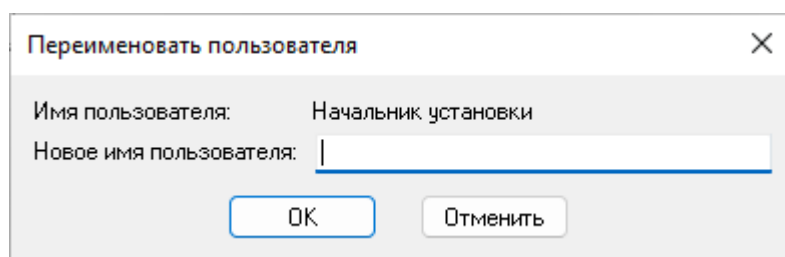 Переименовать пользователя
Имя пользователя: Начальник установки
Новое имя пользователя:
OK Отменить